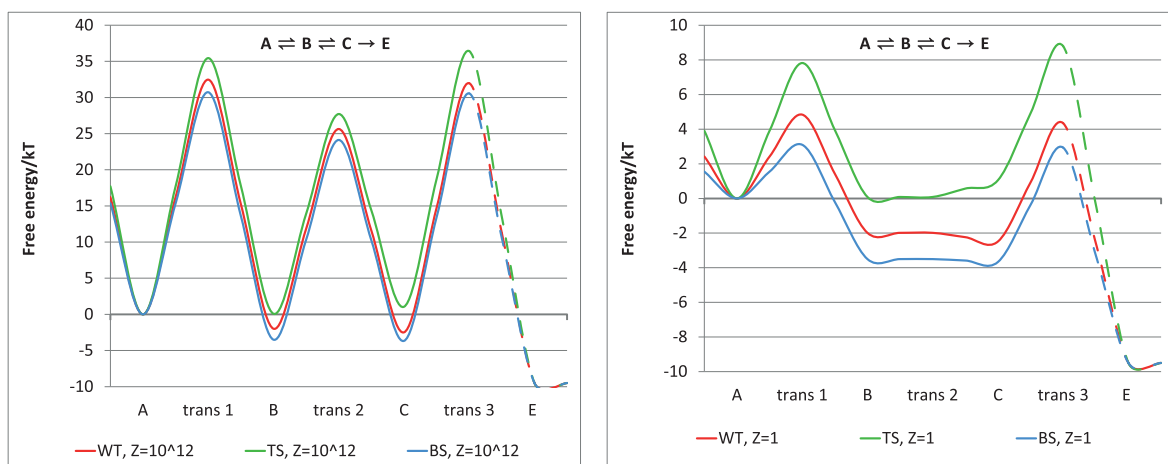 A ⇌ B ⇌ C → E
Free energy/kT
40
35
30
25
20
15
10
5
0
-5
-10
A trans 1 B trans 2 C trans 3 E
WT, Z=10^12 TS, Z=10^12 BS, Z=10^12
A ⇌ B ⇌ C → E
Free energy/kT
10
8
6
4
2
0
-2
-4
-6
-8
-10
A trans 1 B trans 2 C trans 3 E
WT, Z=1 TS, Z=1 BS, Z=1